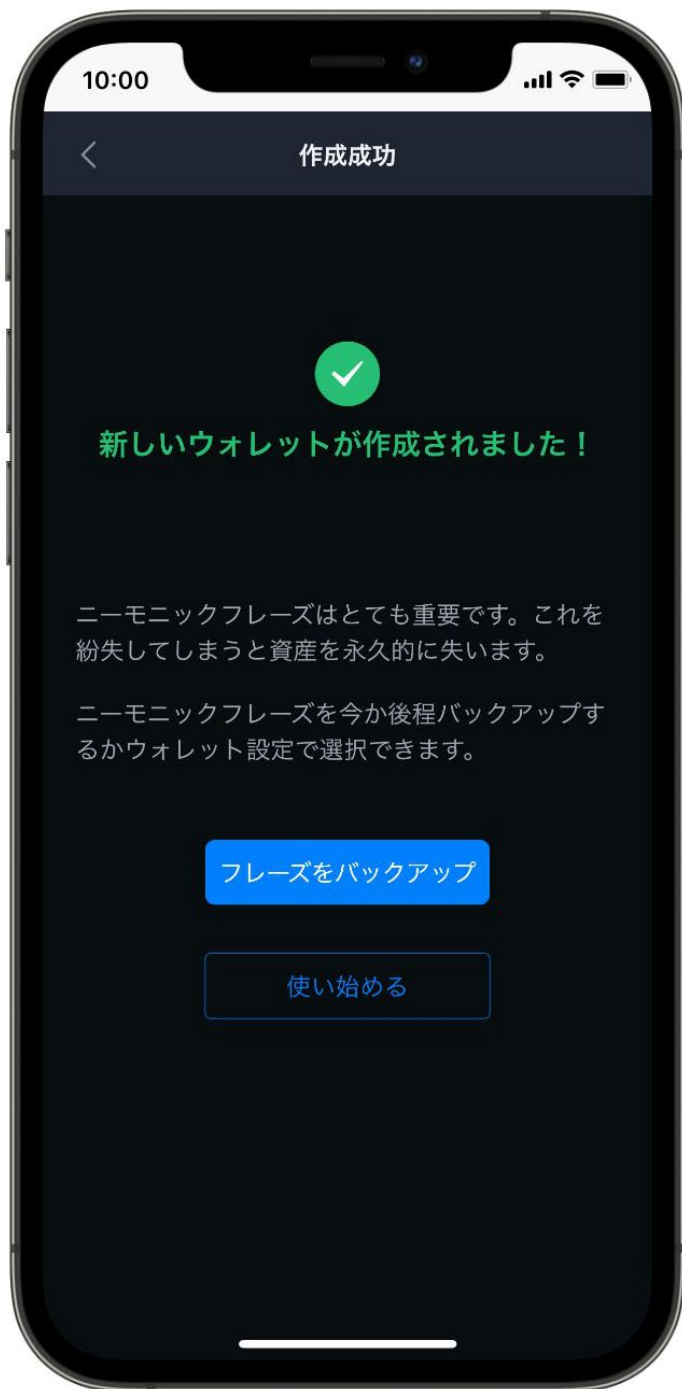 10:00
作成成功
新しいウォレットが作成されました！
ニーモニックフレーズはとても重要です。これを
紛失してしまうと資産を永久的に失います。
ニーモニックフレーズを今か後程バックアップす
るかウォレット設定で選択できます。
フレーズをバックアップ
使い始める